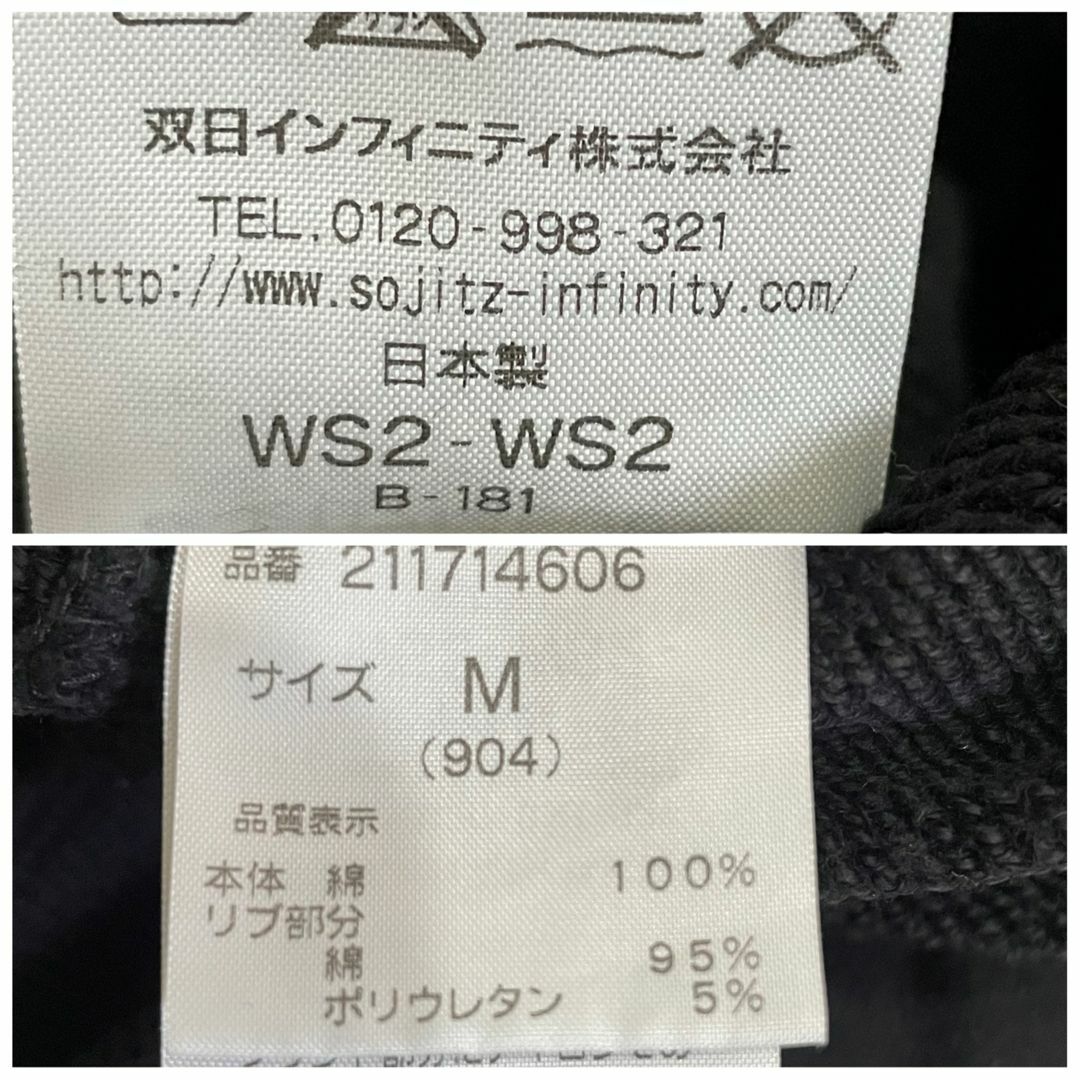 双日インフィニティ株式会社
TEL.0120-998-321
http://www.sojitz-infinity.com/
日本製
WS2-WS2
B-181
品番 211714606
サイズ M
(904)
品質表示
本体 綿 100%
リブ部分
綿 95%
ポリウレタン 5%